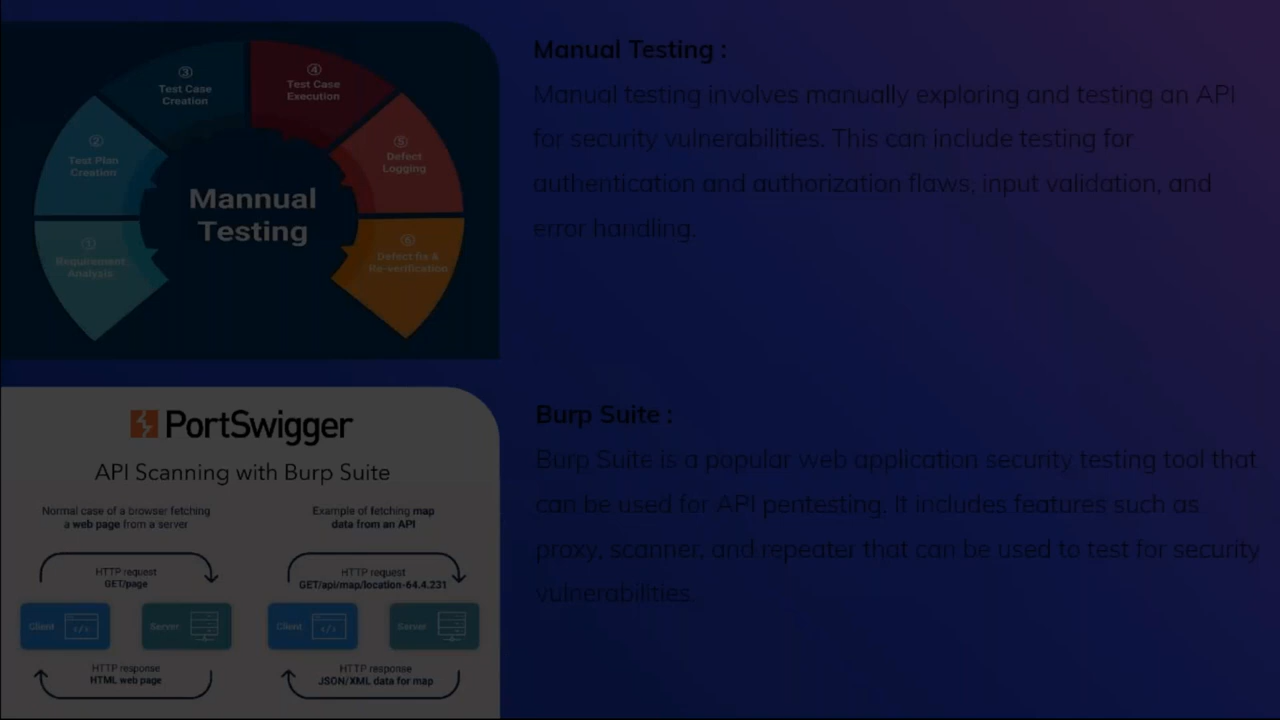 Manual Testing :
Manual testing involves manually exploring and testing an API
for security vulnerabilities. This can include testing for
authentication and authorization flaws, input validation, and
error handling.
③
Test Case
Creation
④
Test Case
Execution
②
Test Plan
Creation
⑤
Defect
Logging
Mannual
Testing
①
Requirement
Analysis
⑥
Defect fix &
Re-verification
Burp Suite :
Burp Suite is a popular web application security testing tool that
can be used for API pentesting. It includes features such as
proxy, scanner, and repeater that can be used to test for security
vulnerabilities.
PortSwigger
API Scanning with Burp Suite
Normal case of a browser fetching
a web page from a server
Example of fetching map
data from an API
HTTP request
GET/page
HTTP request
GET/api/map/location-64.4.231
Client
</>
Server
Client
</>
Server
HTTP response
HTML web page
HTTP response
JSON/XML data for map